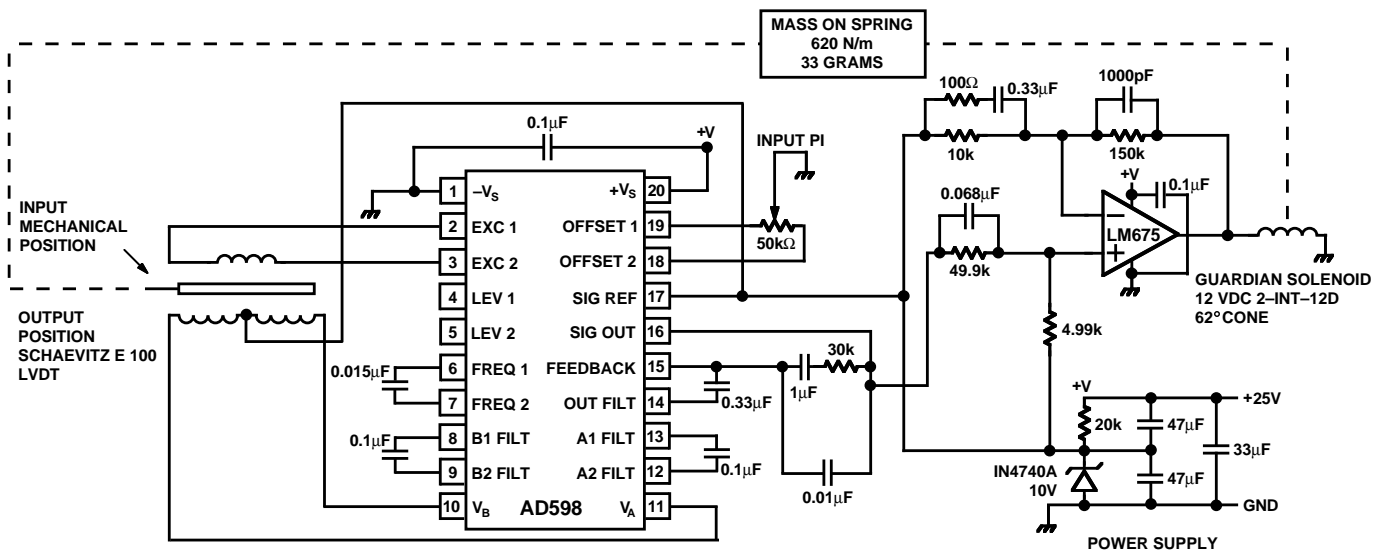 MASS ON SPRING
620 N/m
33 GRAMS
100Ω
0.33µF
1000pF
10k
150k
0.1µF
+V
INPUT PI
50kΩ
+V
0.1µF
LM675
0.068µF
49.9k
4.99k
GUARDIAN SOLENOID
12 VDC 2–INT–12D
62° CONE
INPUT
MECHANICAL
POSITION
OUTPUT
POSITION
SCHAEVITZ E 100
LVDT
1 –VS
2 EXC 1
3 EXC 2
4 LEV 1
5 LEV 2
6 FREQ 1
7 FREQ 2
8 B1 FILT
9 B2 FILT
10 VB
+VS 20
OFFSET 1 19
OFFSET 2 18
SIG REF 17
SIG OUT 16
FEEDBACK 15
OUT FILT 14
A1 FILT 13
A2 FILT 12
VA 11
AD598
0.015µF
0.1µF
30k
1µF
0.33µF
0.1µF
0.01µF
+V
20k
47µF
47µF
33µF
+25V
IN4740A
10V
GND
POWER SUPPLY